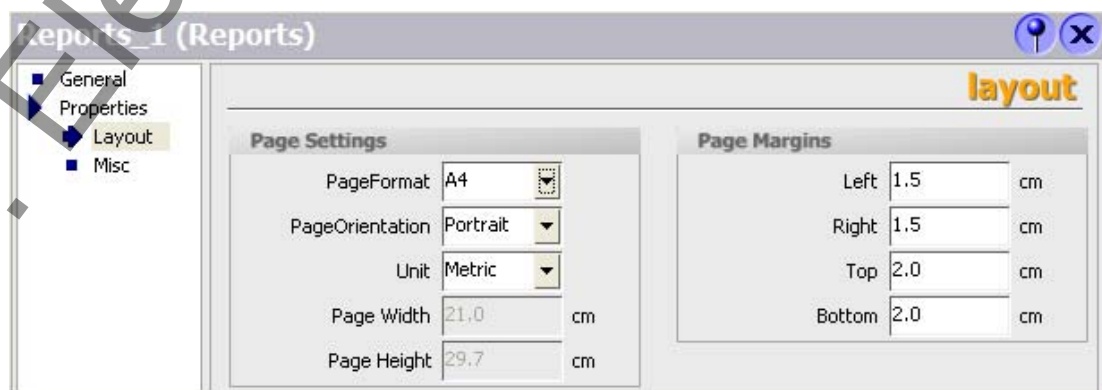 Reports_1 (Reports)
General
Properties
Layout
Misc
layout
Page Settings
PageFormat A4
PageOrientation Portrait
Unit Metric
Page Width 21.0 cm
Page Height 29.7 cm
Page Margins
Left 1.5 cm
Right 1.5 cm
Top 2.0 cm
Bottom 2.0 cm